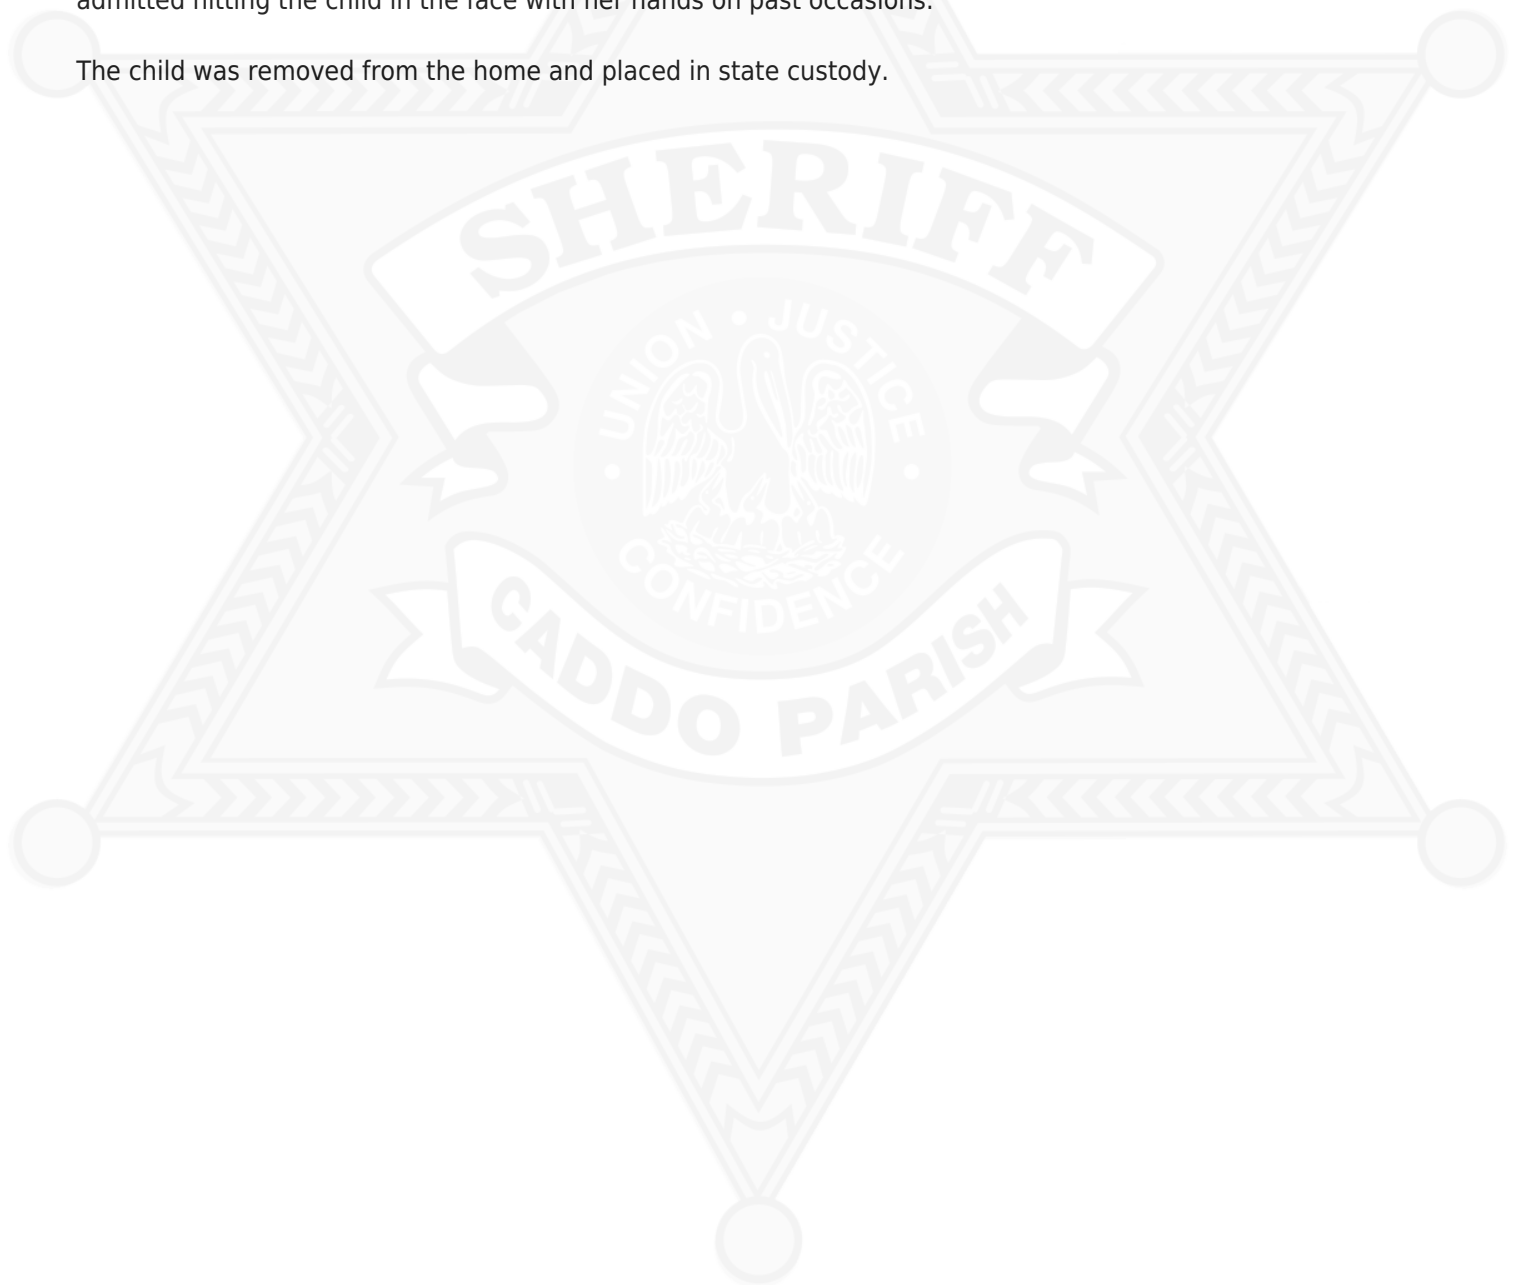 admitted hitting the child in the face with her hands on past occasions.
The child was removed from the home and placed in state custody.
SHERIFF
UNION • JUSTICE
CONFIDENCE
CADDO PARISH